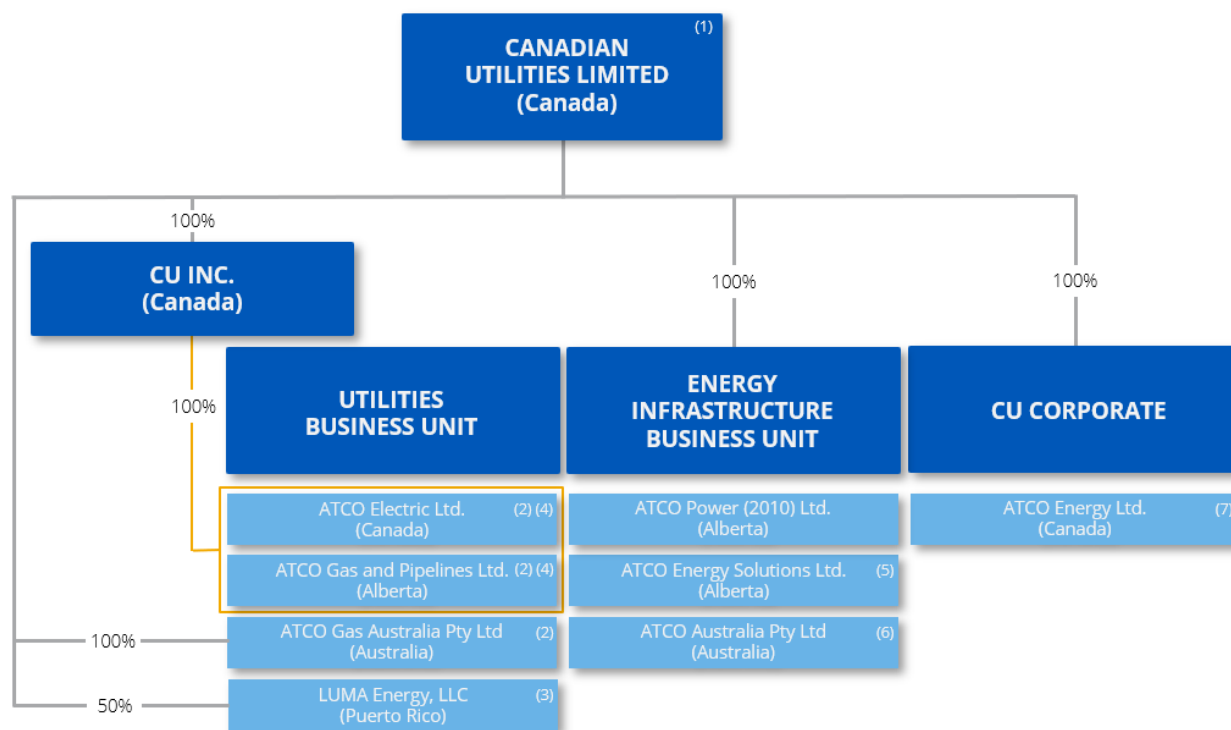 (1)
CANADIAN
UTILITIES LIMITED
(Canada)
100%
CU INC.
(Canada)
100%
100%
100%
UTILITIES
BUSINESS UNIT
ENERGY
INFRASTRUCTURE
BUSINESS UNIT
CU CORPORATE
ATCO Electric Ltd. (2) (4)
(Canada)
ATCO Power (2010) Ltd.
(Alberta)
ATCO Energy Ltd. (7)
(Canada)
ATCO Gas and Pipelines Ltd. (2) (4)
(Alberta)
ATCO Energy Solutions Ltd. (5)
(Alberta)
100%
ATCO Gas Australia Pty Ltd (2)
(Australia)
ATCO Australia Pty Ltd (6)
(Australia)
50%
LUMA Energy, LLC (3)
(Puerto Rico)